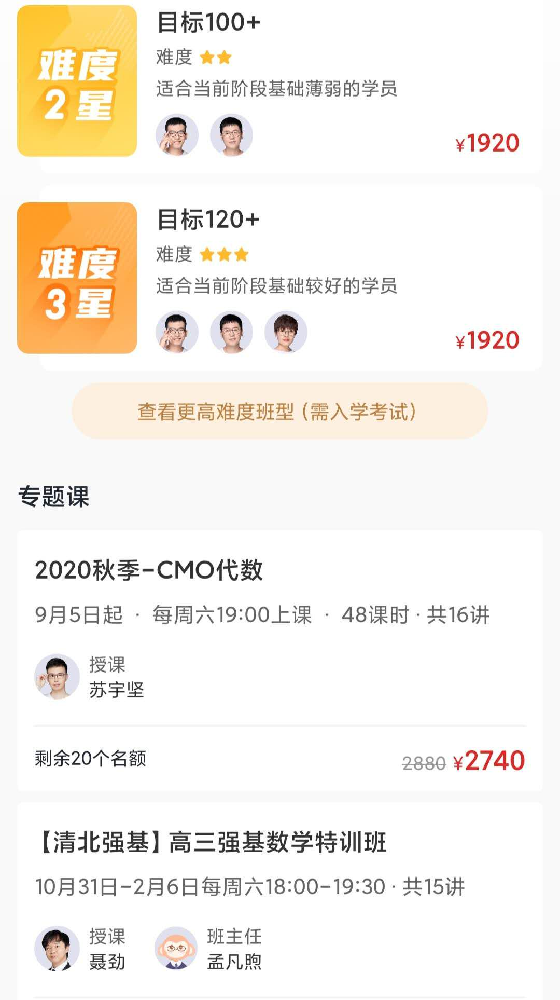 难度
2星
目标100+
难度
适合当前阶段基础薄弱的学员
¥1920
难度
3星
目标120+
难度
适合当前阶段基础较好的学员
¥1920
查看更高难度班型（需入学考试）
专题课
2020秋季-CMO代数
9月5日起 · 每周六19:00上课 · 48课时 · 共16讲
授课
苏宇坚
剩余20个名额
2880 ¥2740
【清北强基】高三强基数学特训班
10月31日-2月6日每周六18:00-19:30 · 共15讲
授课
聂劲
班主任
孟凡煦